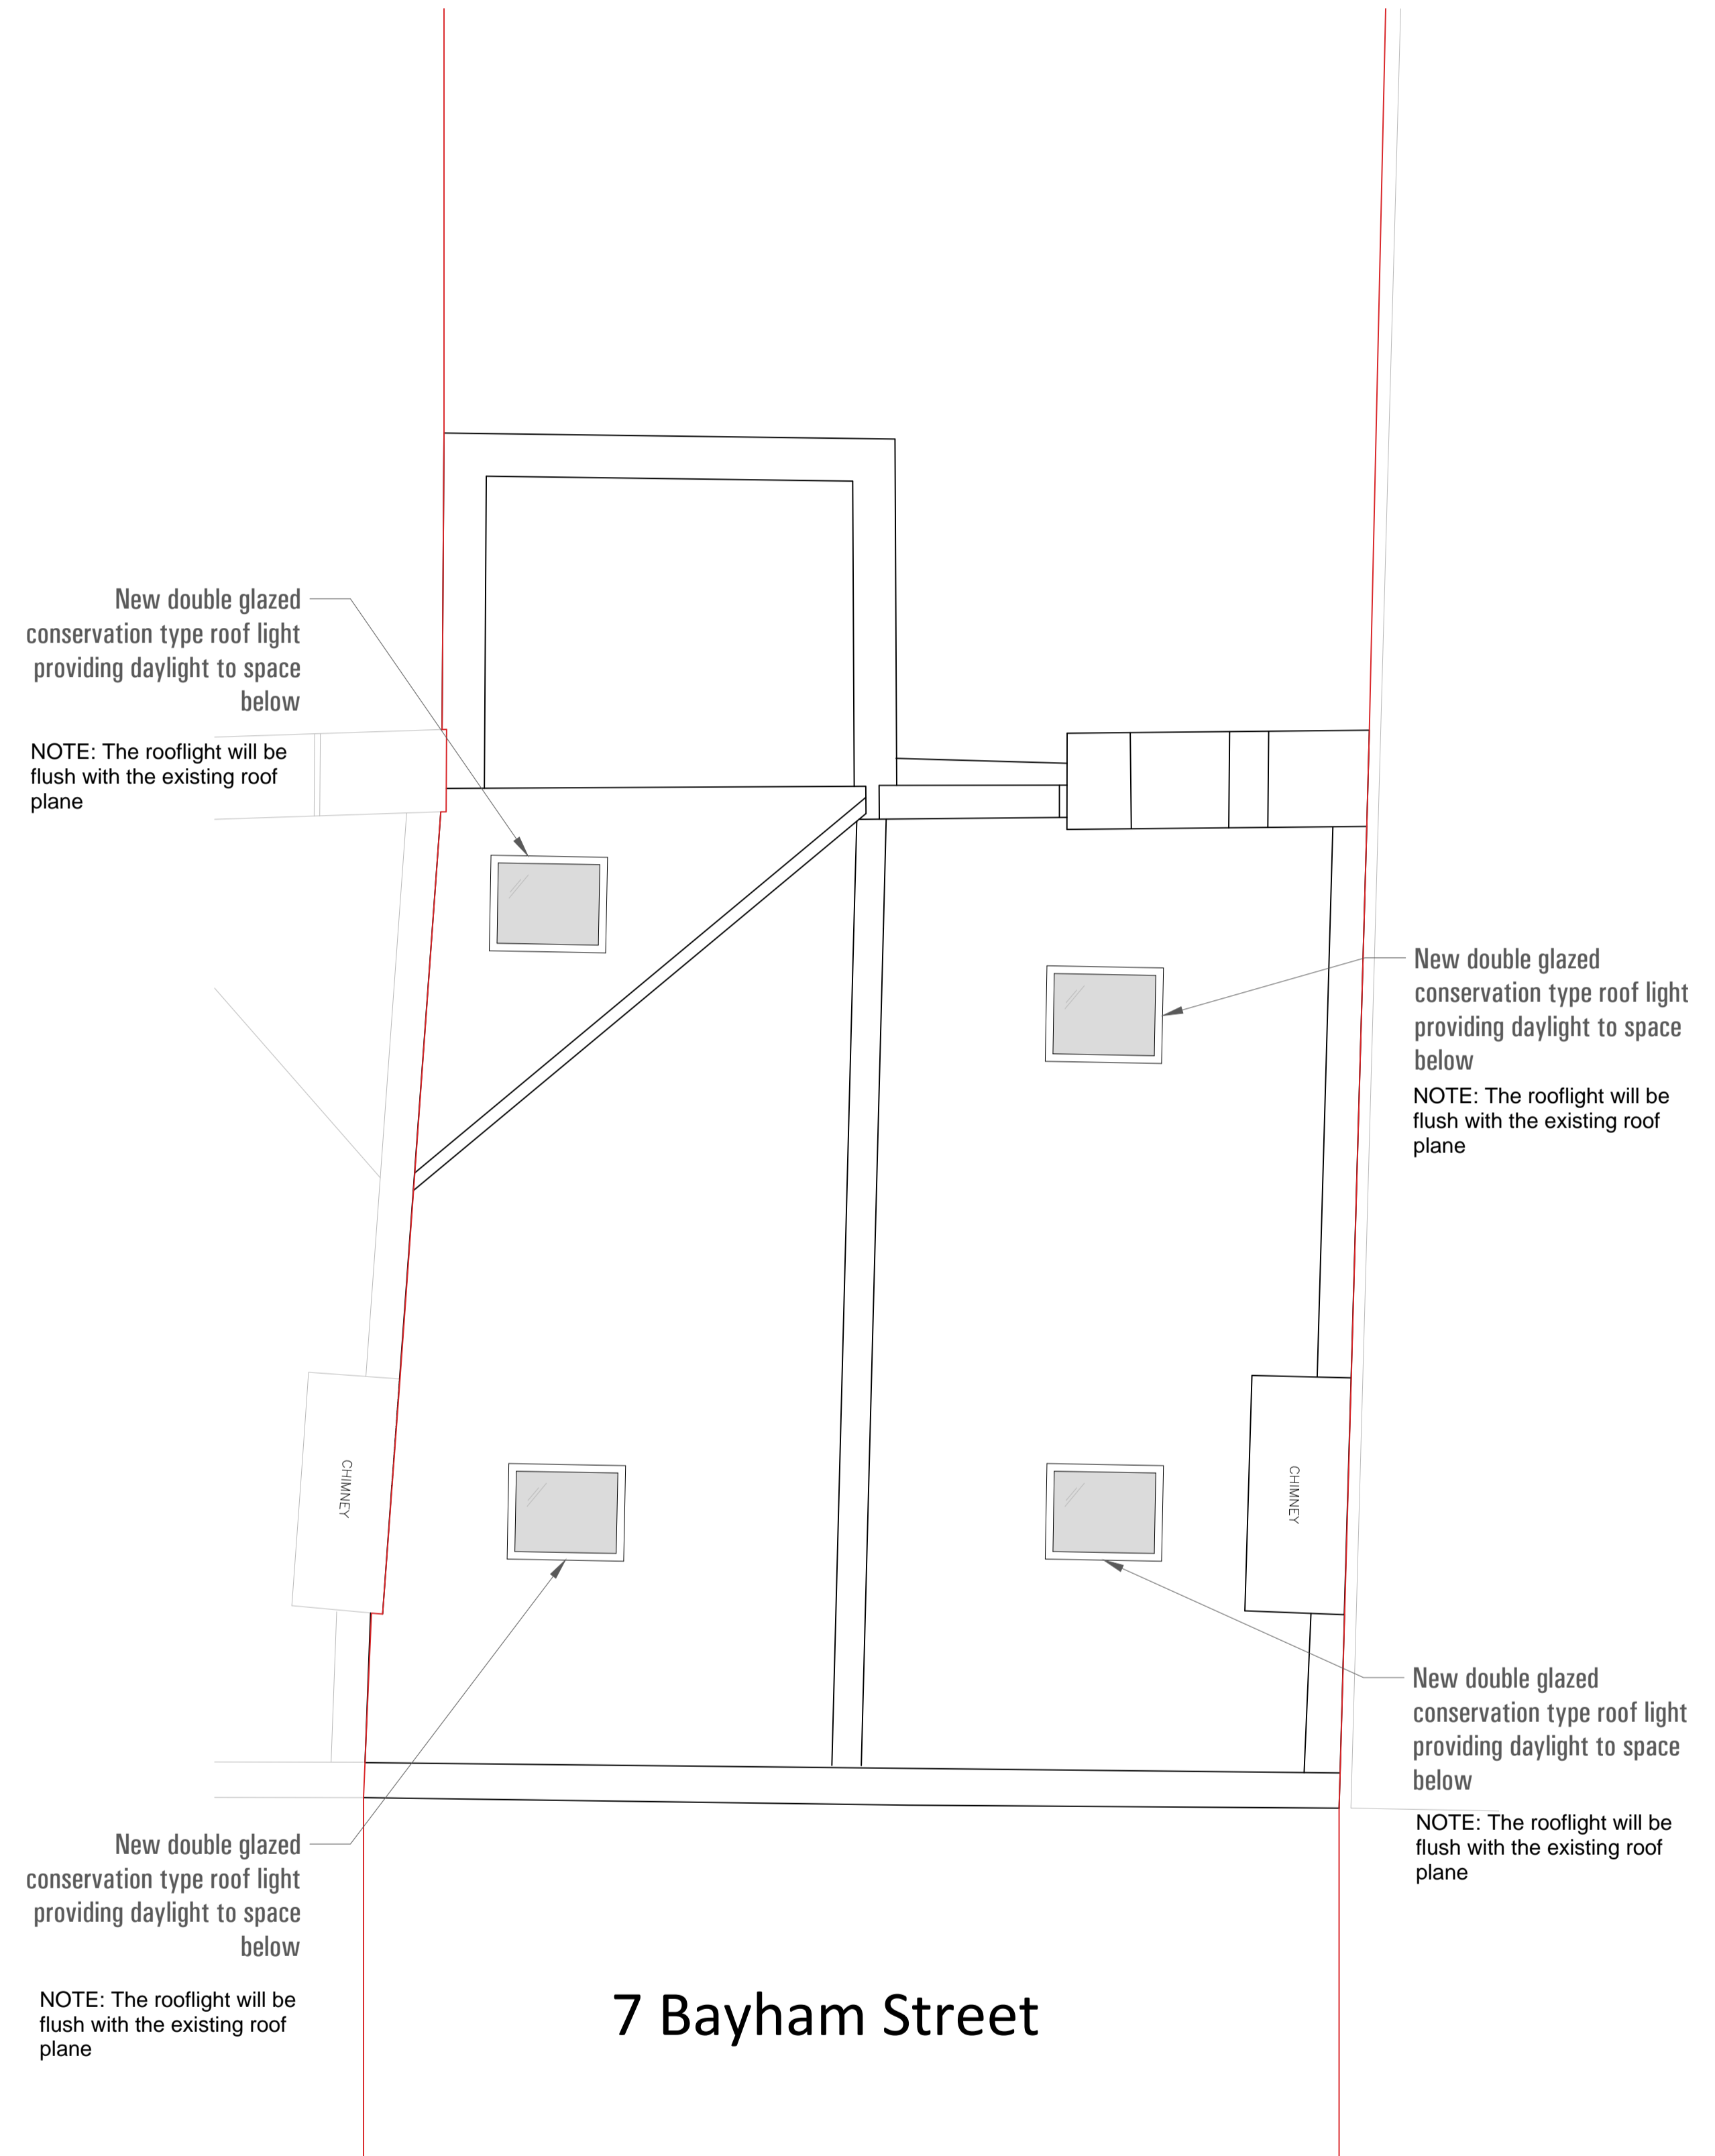 New double glazed
conservation type roof light
providing daylight to space
below
NOTE: The rooflight will be
flush with the existing roof
plane
New double glazed
conservation type roof light
providing daylight to space
below
NOTE: The rooflight will be
flush with the existing roof
plane
CHIMNEY
CHIMNEY
New double glazed
conservation type roof light
providing daylight to space
below
NOTE: The rooflight will be
flush with the existing roof
plane
New double glazed
conservation type roof light
providing daylight to space
below
NOTE: The rooflight will be
flush with the existing roof
plane
7 Bayham Street